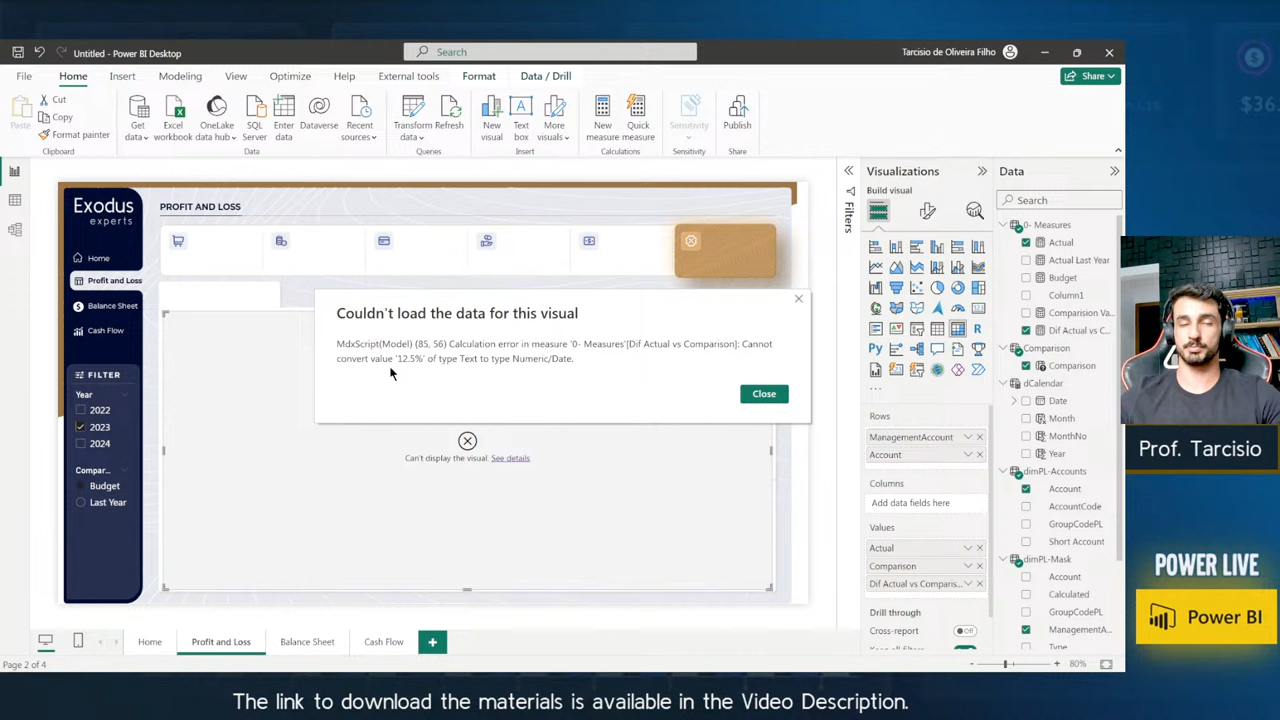 Untitled - Power BI Desktop
Search
Tarcisio de Oliveira Filho
File
Home
Insert
Modeling
View
Optimize
Help
External tools
Format
Data / Drill
Share
Paste
Cut
Copy
Format painter
Get data
Excel workbook
OneLake data hub
SQL Server
Enter data
Dataverse
Recent sources
Transform data
Refresh
New visual
Text box
More visuals
New measure
Quick measure
Sensitivity
Publish
Clipboard
Data
Queries
Insert
Calculations
Sensitivity
Share
Exodus
experts
Home
Profit and Loss
Balance Sheet
Cash Flow
FILTER
Year
2022
2023
2024
Compar...
Budget
Last Year
PROFIT AND LOSS
Couldn't load the data for this visual
MdxScript(Model) (85, 56) Calculation error in measure '0- Measures'[Dif Actual vs Comparison]: Cannot
convert value '12.5%' of type Text to type Numeric/Date.
Close
Can't display the visual. See details
Filters
Visualizations
Build visual
Rows
ManagementAccount
Account
Columns
Add data fields here
Values
Actual
Comparison
Dif Actual vs Comparis...
Drill through
Cross-report
Off
Keep all filters
Data
Search
0- Measures
Actual
Actual Last Year
Budget
Column1
Comparision Va...
Dif Actual vs C...
Comparison
Comparison
dCalendar
Date
Month
MonthNo
Year
dimPL-Accounts
Account
AccountCode
GroupCodePL
Short Account
dimPL-Mask
Account
Calculated
GroupCodePL
ManagementA...
Type
Home
Profit and Loss
Balance Sheet
Cash Flow
Page 2 of 4
80%
Prof. Tarcisio
POWER LIVE
Power BI
The link to download the materials is available in the Video Description.